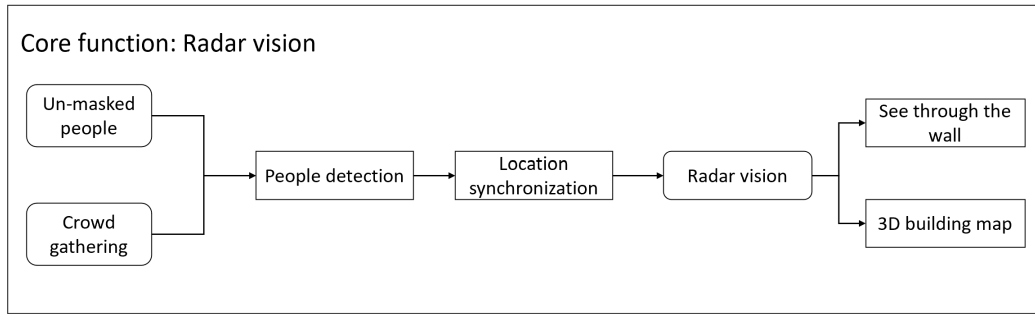 Core function: Radar vision
Un-masked
people
Crowd
gathering
People detection
Location
synchronization
Radar vision
See through the
wall
3D building map